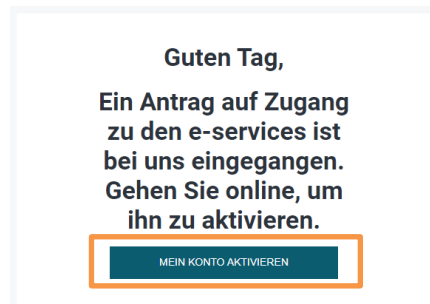 Guten Tag,
Ein Antrag auf Zugang
zu den e-services ist
bei uns eingegangen.
Gehen Sie online, um
ihn zu aktivieren.
MEIN KONTO AKTIVIEREN